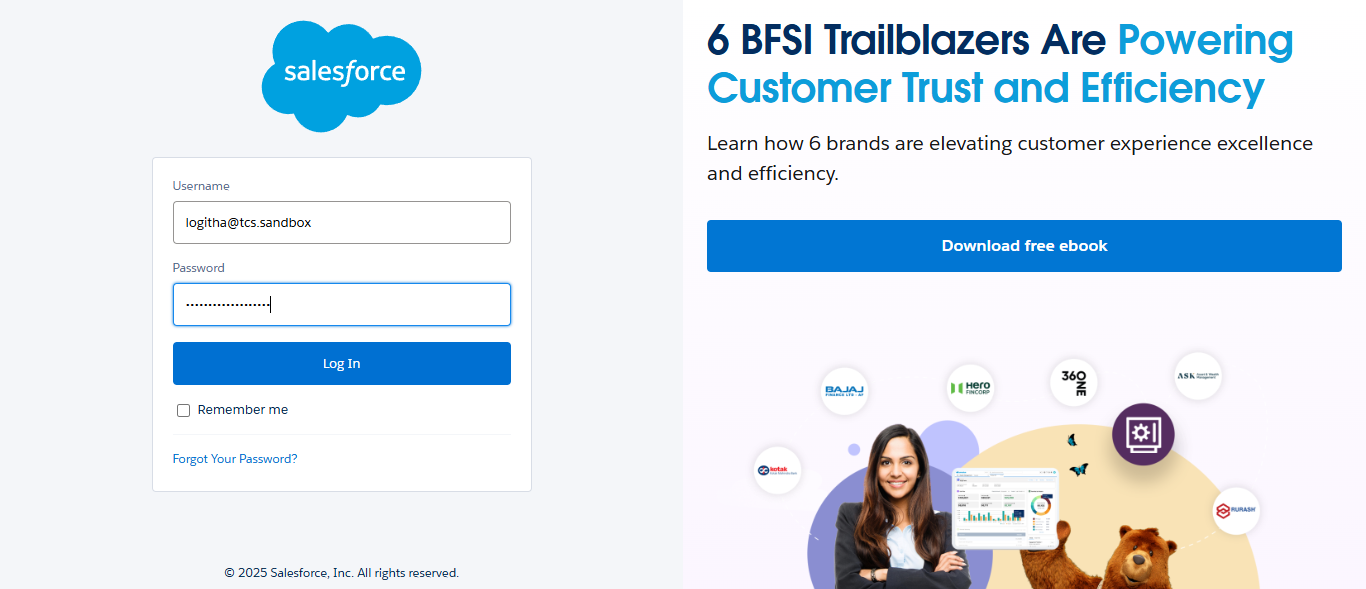 salesforce
Username
logitha@tcs.sandbox
Password
Log In
Remember me
Forgot Your Password?
© 2025 Salesforce, Inc. All rights reserved.
6 BFSI Trailblazers Are Powering
Customer Trust and Efficiency
Learn how 6 brands are elevating customer experience excellence
and efficiency.
Download free ebook
BAJAJ
FINANCE LTD
Hero
FINCORP
360
ONE
ASK
kotak
RURASH